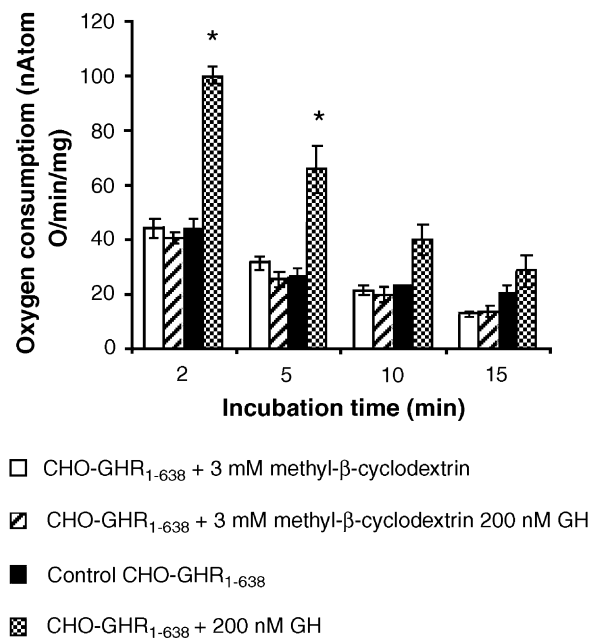 120
100
80
60
40
20
0
Oxygen consumptiom (nAtom
O/min/mg)
*
*
2 5 10 15
Incubation time (min)
CHO-GHR1-638 + 3 mM methyl-β-cyclodextrin
CHO-GHR1-638 + 3 mM methyl-β-cyclodextrin 200 nM GH
Control CHO-GHR1-638
CHO-GHR1-638 + 200 nM GH